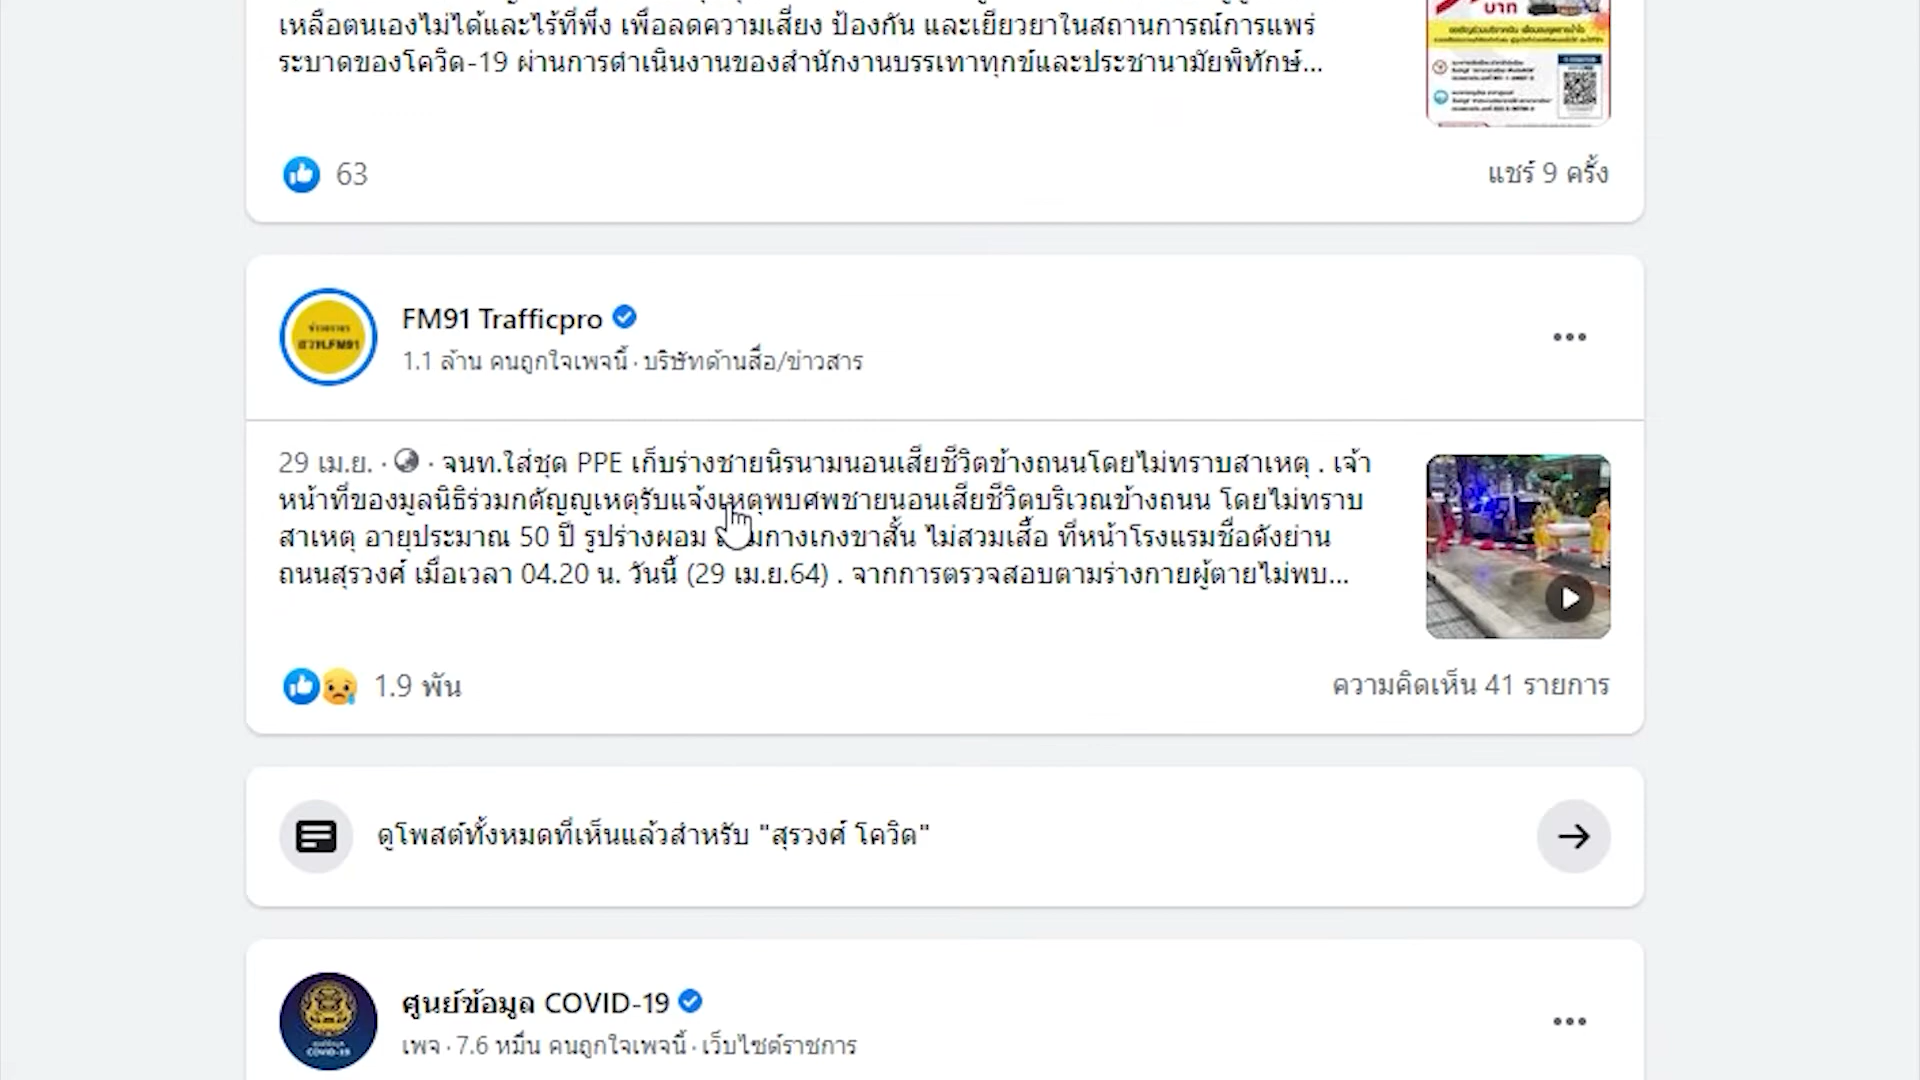 เหลือตนเองไม่ได้และไร้ที่พึ่ง เพื่อลดความเสี่ยง ป้องกัน และเยียวยาในสถานการณ์การแพร่
ระบาดของโควิด-19 ผ่านการดำเนินงานของสำนักงานบรรเทาทุกข์และประชานามัยพิทักษ์...
บาท
63
แชร์ 9 ครั้ง
FM91 Trafficpro
1.1 ล้าน คนถูกใจเพจนี้ · บริษัทด้านสื่อ/ข่าวสาร
29 เม.ย. · จนท.ใส่ชุด PPE เก็บร่างชายนิรนามนอนเสียชีวิตข้างถนนโดยไม่ทราบสาเหตุ . เจ้า
หน้าที่ของมูลนิธิร่วมกตัญญูเหตุรับแจ้งเหตุพบศพชายนอนเสียชีวิตบริเวณข้างถนน โดยไม่ทราบ
สาเหตุ อายุประมาณ 50 ปี รูปร่างผอม กางเกงขาสั้น ไม่สวมเสื้อ ที่หน้าโรงแรมชื่อดังย่าน
ถนนสุรวงศ์ เมื่อเวลา 04.20 น. วันนี้ (29 เม.ย.64) . จากการตรวจสอบตามร่างกายผู้ตายไม่พบ...
1.9 พัน
ความคิดเห็น 41 รายการ
ดูโพสต์ทั้งหมดที่เห็นแล้วสำหรับ "สุรวงศ์ โควิด"
ศูนย์ข้อมูล COVID-19
เพจ · 7.6 หมื่น คนถูกใจเพจนี้ · เว็บไซต์ราชการ